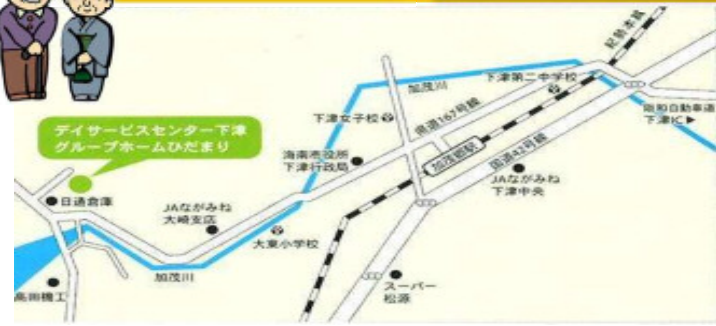 紀勢本線
加茂川
下津第二中学校
下津女子校
県道167号線
阪和自動車道
下津IC▶
デイサービスセンター下津
グループホームひだまり
海南市役所
下津行政局
加茂郷駅
国道42号線
JAながみね
下津中央
日通倉庫
JAながみね
大崎支店
大東小学校
加茂川
スーパー
松源